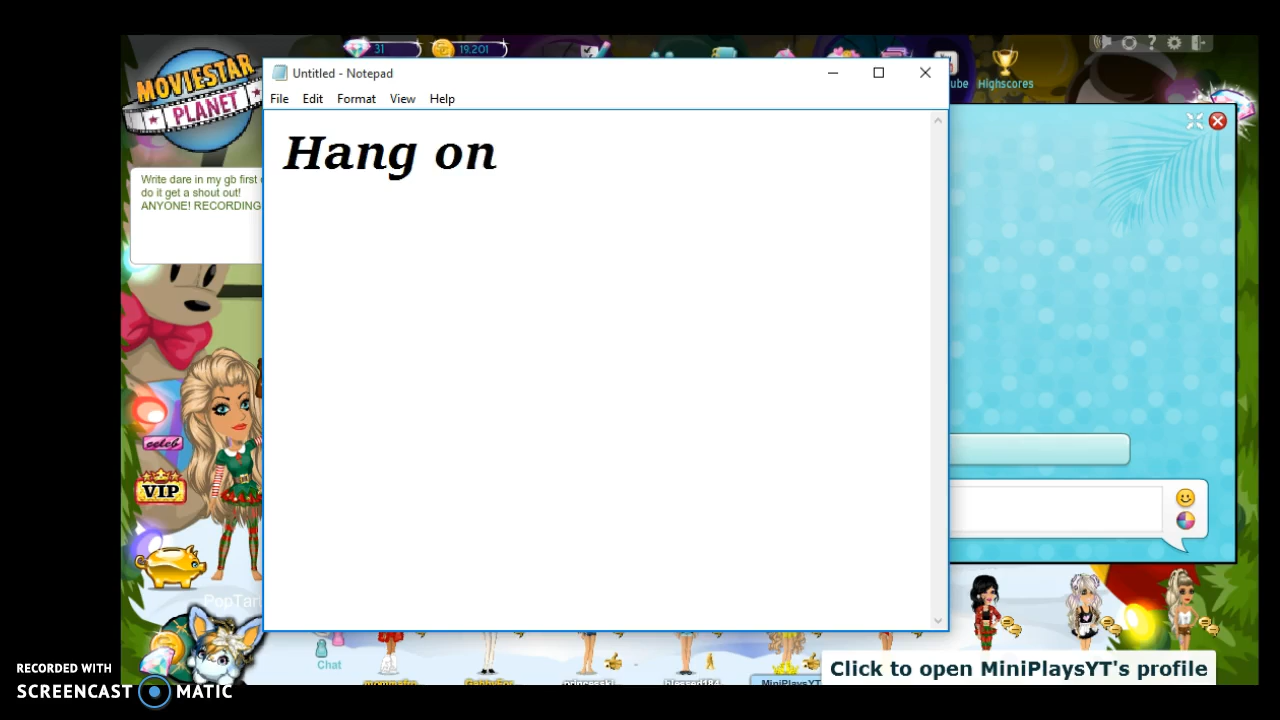 31
19.201
MOVIESTAR
PLANET
Highscores
Untitled - Notepad
File Edit Format View Help
Hang on
Write dare in my gb first
do it get a shout out!
ANYONE! RECORDING
celeb
VIP
Chat
blessed184
MiniPlaysYT
Click to open MiniPlaysYT's profile
RECORDED WITH
SCREENCAST MATIC